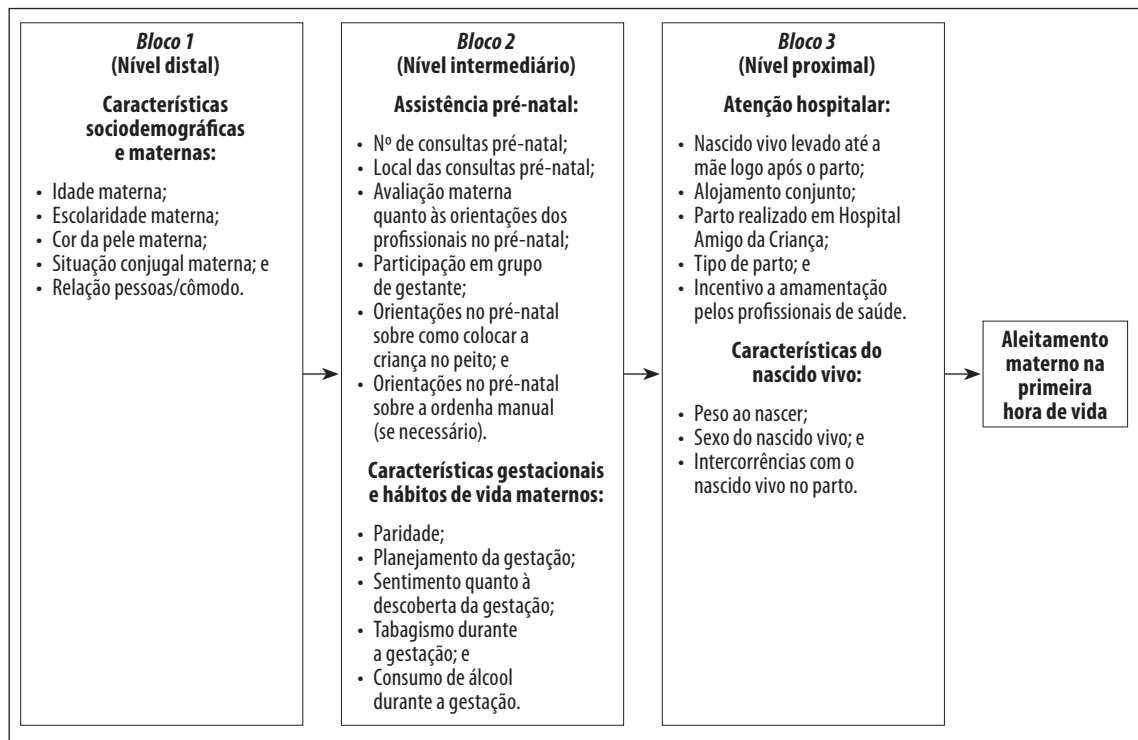 Bloco 1
(Nível distal)
Características
sociodemográficas
e maternas:
• Idade materna;
• Escolaridade materna;
• Cor da pele materna;
• Situação conjugal materna; e
• Relação pessoas/cômodo.
Bloco 2
(Nível intermediário)
Assistência pré-natal:
• Nº de consultas pré-natal;
• Local das consultas pré-natal;
• Avaliação materna
quanto às orientações dos
profissionais no pré-natal;
• Participação em grupo
de gestante;
• Orientações no pré-natal
sobre como colocar a
criança no peito; e
• Orientações no pré-natal
sobre a ordenha manual
(se necessário).
Características gestacionais
e hábitos de vida maternos:
• Paridade;
• Planejamento da gestação;
• Sentimento quanto à
descoberta da gestação;
• Tabagismo durante
a gestação; e
• Consumo de álcool
durante a gestação.
Bloco 3
(Nível proximal)
Atenção hospitalar:
• Nascido vivo levado até a
mãe logo após o parto;
• Alojamento conjunto;
• Parto realizado em Hospital
Amigo da Criança;
• Tipo de parto; e
• Incentivo a amamentação
pelos profissionais de saúde.
Características do
nascido vivo:
• Peso ao nascer;
• Sexo do nascido vivo; e
• Intercorrências com o
nascido vivo no parto.
Aleitamento
materno na
primeira
hora de vida